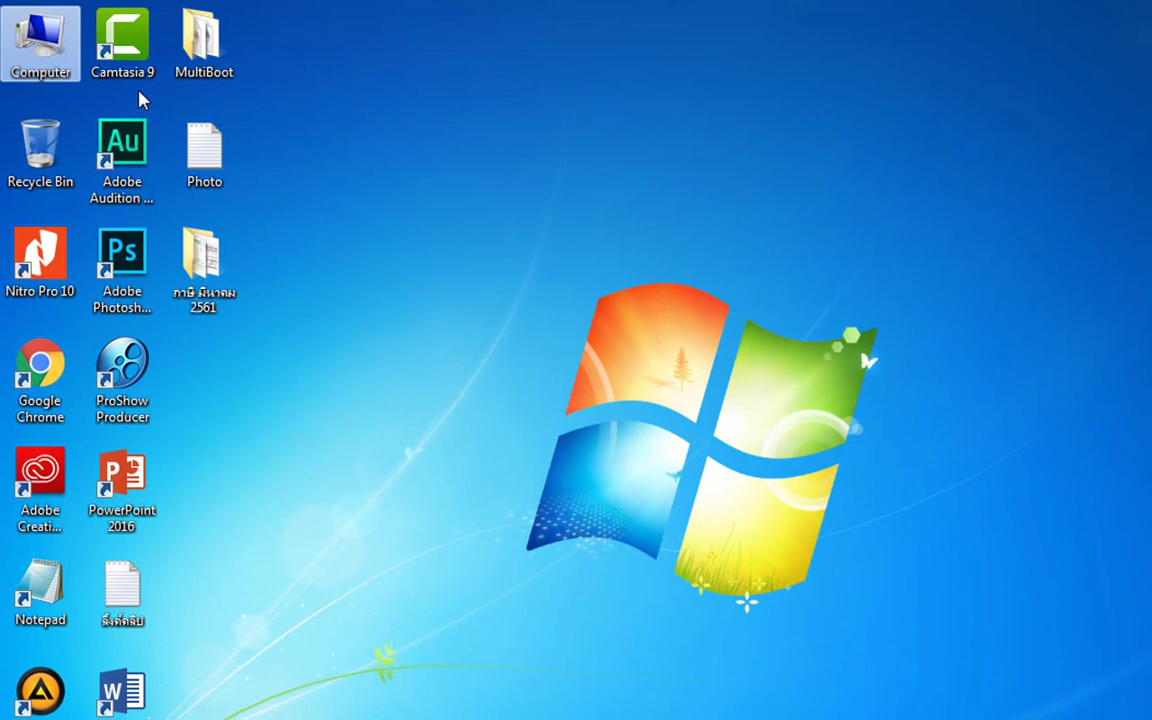 Computer
Camtasia 9
MultiBoot
Recycle Bin
Au
Adobe
Audition ...
Photo
Nitro Pro 10
Ps
Adobe
Photosh...
ภาษี มีนาคม
2561
Google
Chrome
ProShow
Producer
Adobe
Creati...
P
PowerPoint
2016
Notepad
ลิ้งค์คลิป
W